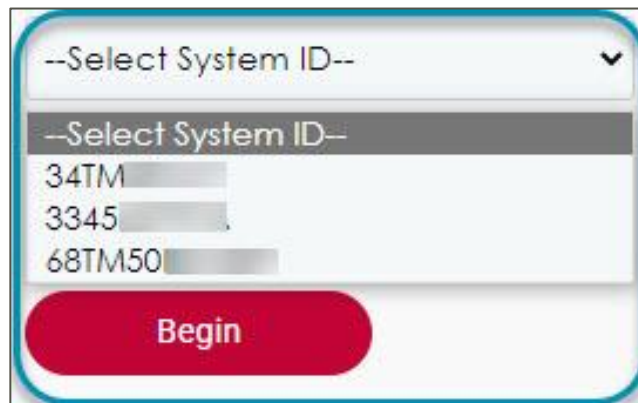 --Select System ID--
--Select System ID--
34TM
3345
68TM50
Begin